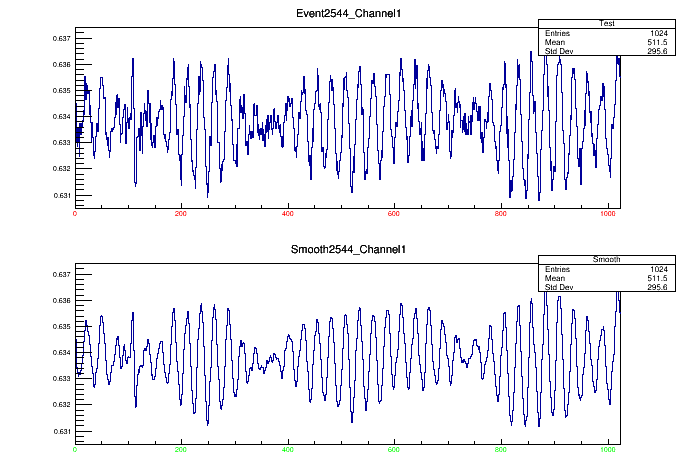 Event2544_Channel1
Test
Entries 1024
Mean 511.5
Std Dev 295.6
0.637
0.636
0.635
0.634
0.633
0.632
0.631
0 200 400 600 800 1000
Smooth2544_Channel1
Smooth
Entries 1024
Mean 511.5
Std Dev 295.6
0.637
0.636
0.635
0.634
0.633
0.632
0.631
0 200 400 600 800 1000